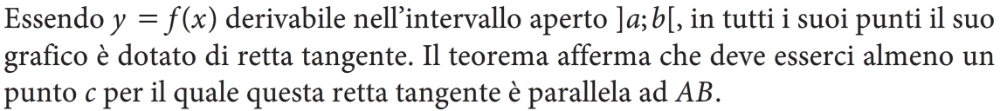 Essendo y = f(x) derivabile nell’intervallo aperto ]a; b[, in tutti i suoi punti il suo
grafico è dotato di retta tangente. Il teorema afferma che deve esserci almeno un
punto c per il quale questa retta tangente è parallela ad AB.